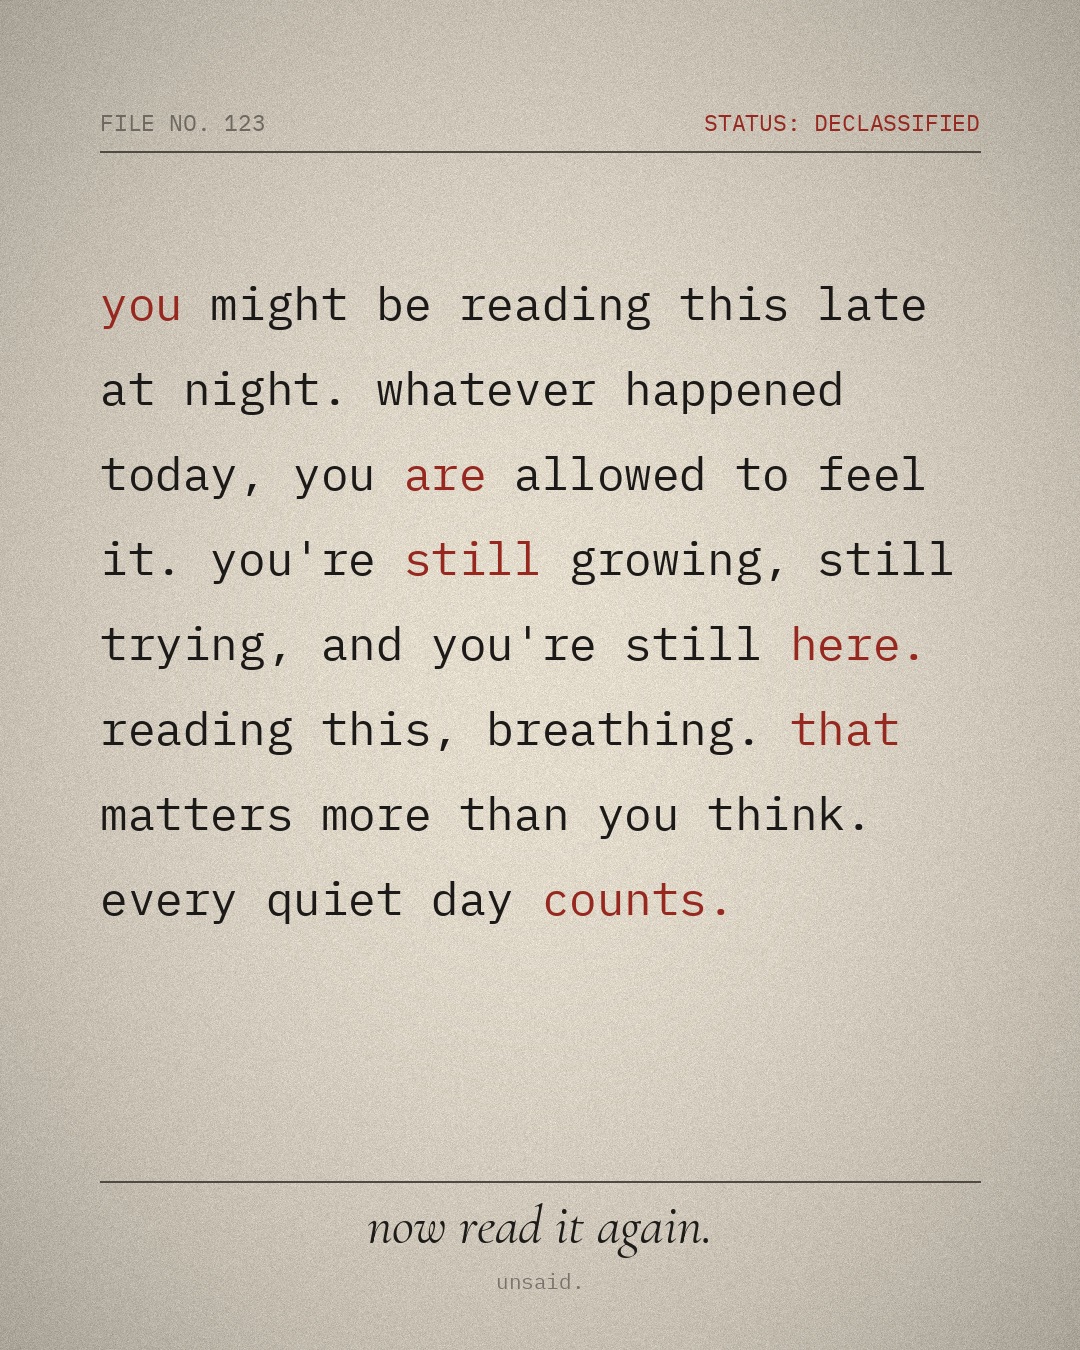 FILE NO. 123
STATUS: DECLASSIFIED
you might be reading this late
at night. whatever happened
today, you are allowed to feel
it. you're still growing, still
trying, and you're still here.
reading this, breathing. that
matters more than you think.
every quiet day counts.
now read it again.
unsaid.